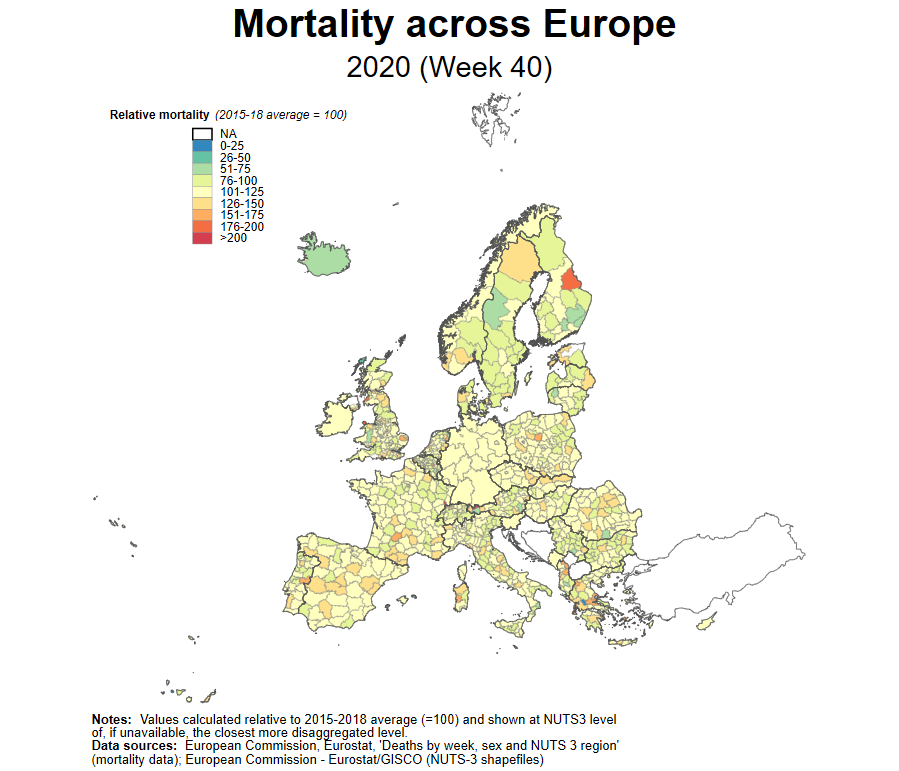 Mortality across Europe
2020 (Week 40)
Relative mortality (2015-18 average = 100)
NA
0-25
26-50
51-75
76-100
101-125
126-150
151-175
176-200
>200
Notes: Values calculated relative to 2015-2018 average (=100) and shown at NUTS3 level
of, if unavailable, the closest more disaggregated level.
Data sources: European Commission, Eurostat, 'Deaths by week, sex and NUTS 3 region'
(mortality data); European Commission - Eurostat/GISCO (NUTS-3 shapefiles)